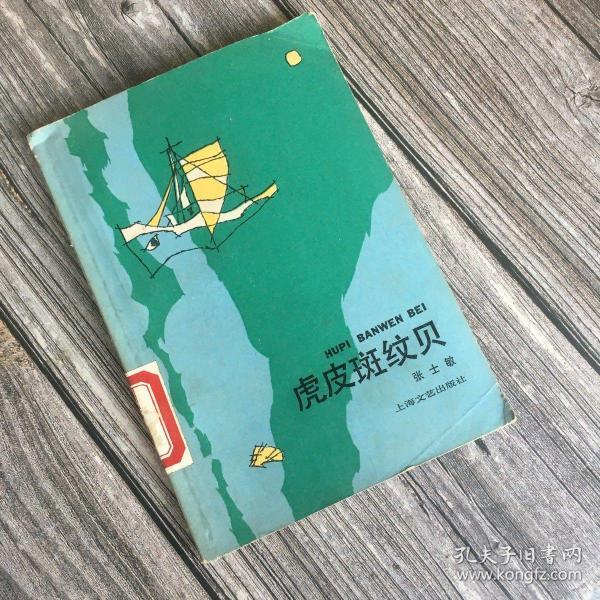 HUPI BANWEN BEI
虎皮斑纹贝
张士敏
上海文艺出版社
孔夫子旧书网
www.kongfz.com